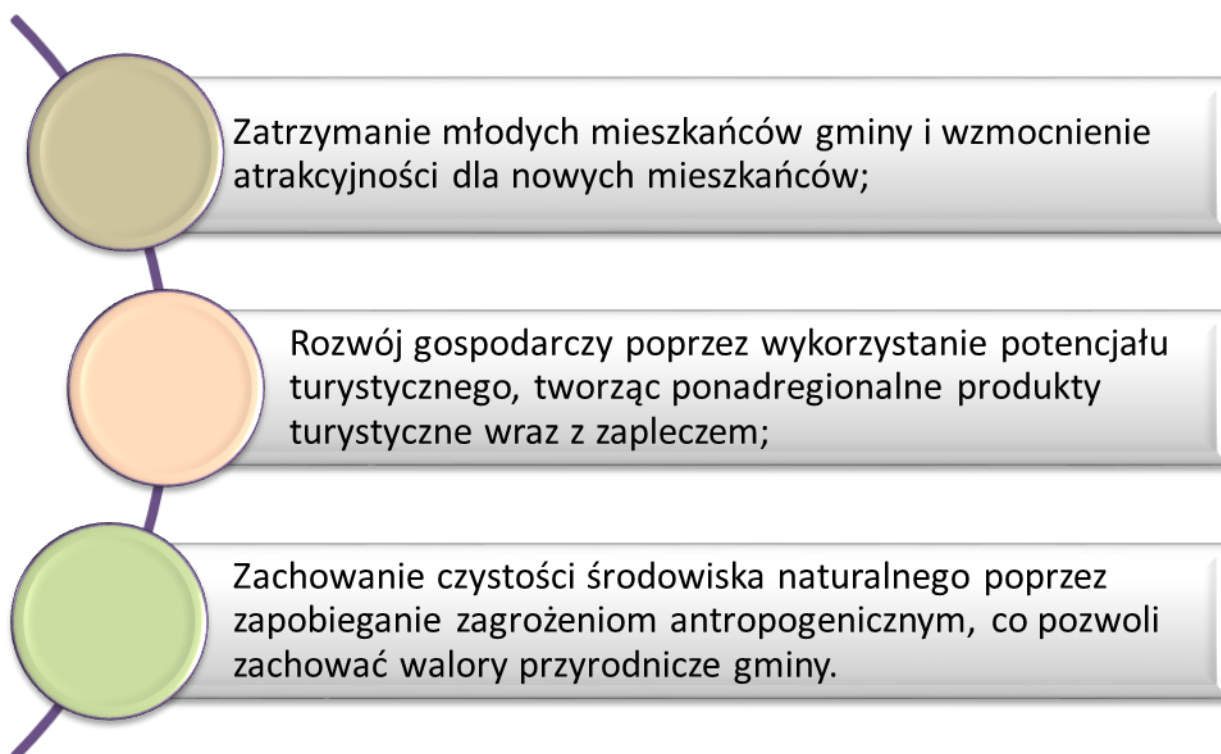 Zatrzymanie młodych mieszkańców gminy i wzmocnienie
atrakcyjności dla nowych mieszkańców;
Rozwój gospodarczy poprzez wykorzystanie potencjału
turystycznego, tworząc ponadregionalne produkty
turystyczne wraz z zapleczem;
Zachowanie czystości środowiska naturalnego poprzez
zapobieganie zagrożeniom antropogenicznym, co pozwoli
zachować walory przyrodnicze gminy.